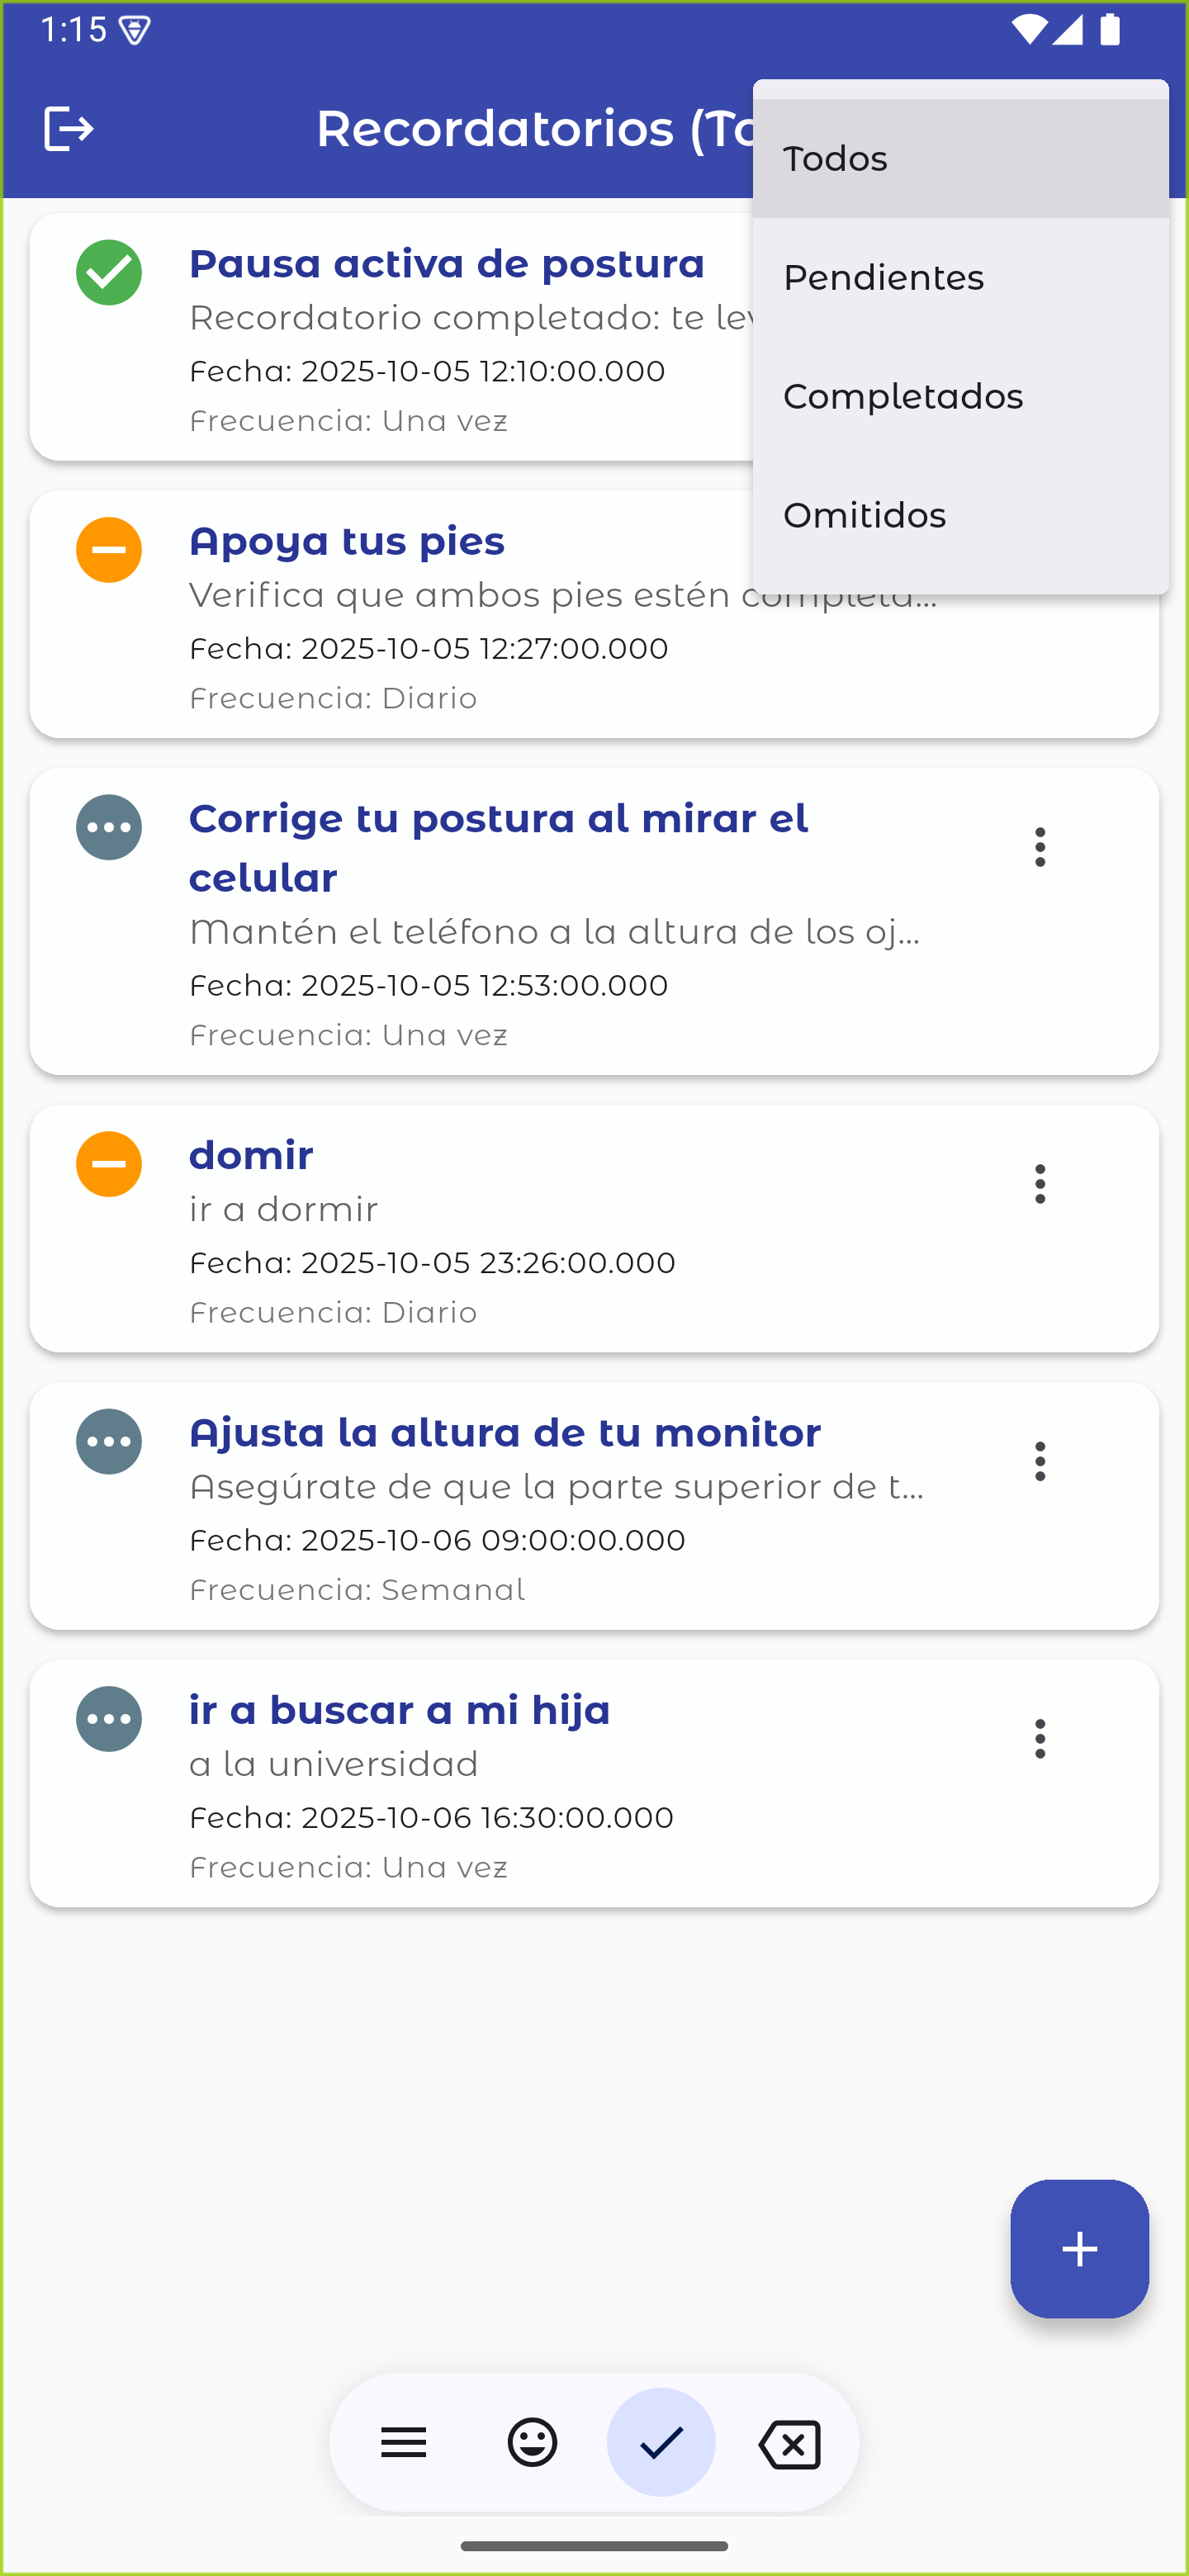 1:15
Recordatorios (To
Todos
Pendientes
Completados
Omitidos
Pausa activa de postura
Recordatorio completado: te lev
Fecha: 2025-10-05 12:10:00.000
Frecuencia: Una vez
Apoya tus pies
Verifica que ambos pies estén completa...
Fecha: 2025-10-05 12:27:00.000
Frecuencia: Diario
Corrige tu postura al mirar el
celular
Mantén el teléfono a la altura de los oj...
Fecha: 2025-10-05 12:53:00.000
Frecuencia: Una vez
domir
ir a dormir
Fecha: 2025-10-05 23:26:00.000
Frecuencia: Diario
Ajusta la altura de tu monitor
Asegúrate de que la parte superior de t...
Fecha: 2025-10-06 09:00:00.000
Frecuencia: Semanal
ir a buscar a mi hija
a la universidad
Fecha: 2025-10-06 16:30:00.000
Frecuencia: Una vez